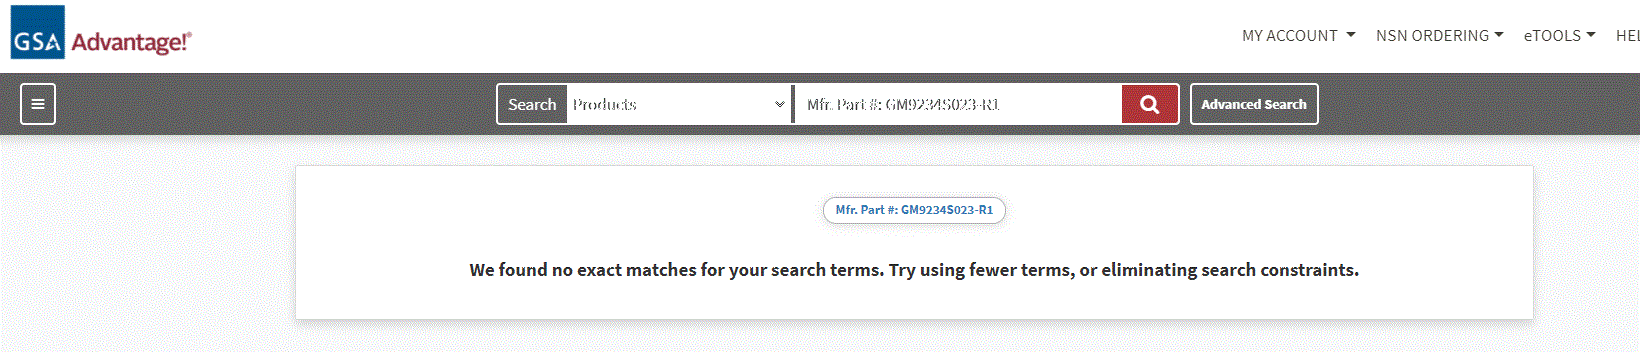 GSA Advantage!®
MY ACCOUNT NSN ORDERING eTOOLS HEL
Search Products Mfr. Part #: GM9234S023-R1 Advanced Search
Mfr. Part #: GM9234S023-R1
We found no exact matches for your search terms. Try using fewer terms, or eliminating search constraints.